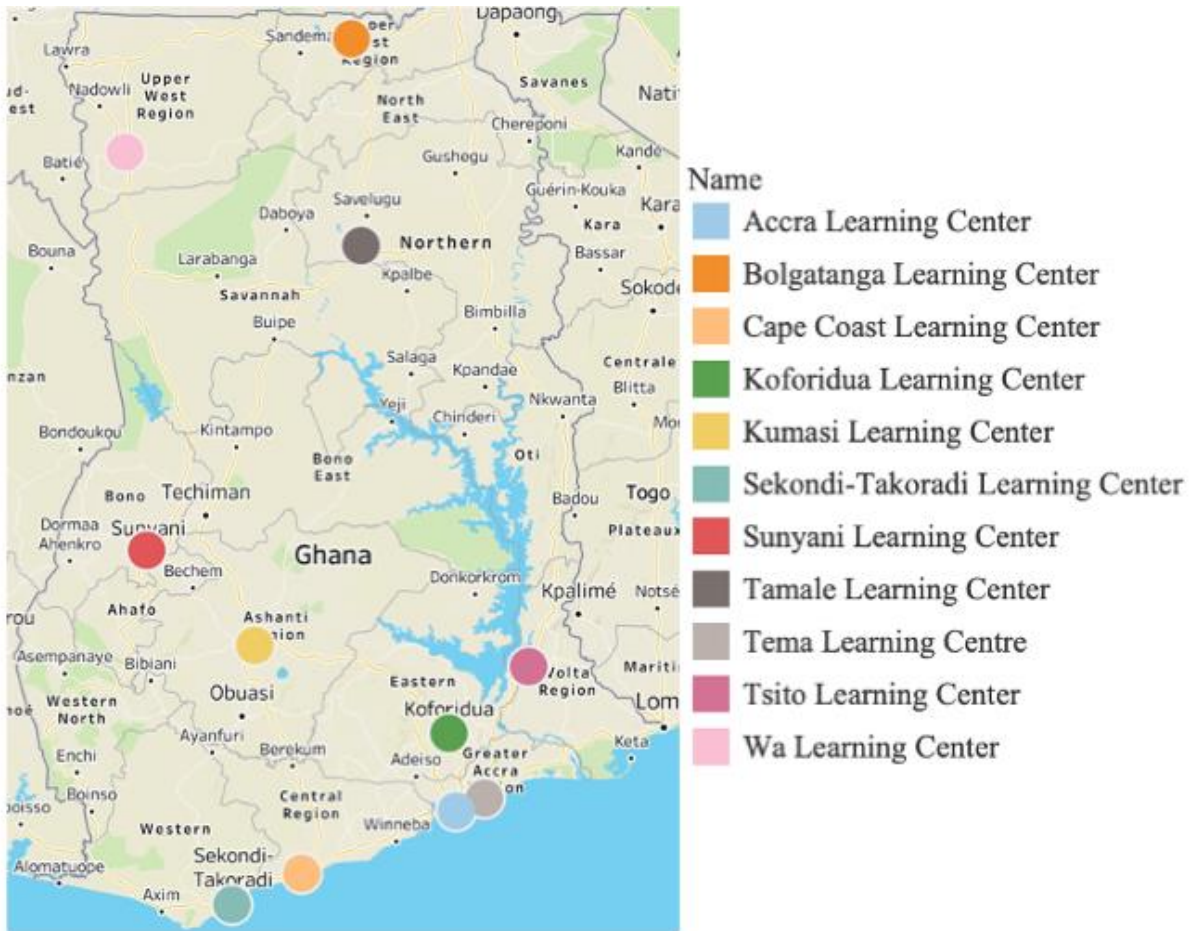 Dapaong
Lawra
Sandema
Region
Upper
West
Region
Nadowli
Savanes
North
East
Chereponi
Batié
Gushegu
Kandé
Savelugu
Guérin-Kouka
Kara
Kara
Daboya
Bouna
Northern
Bassar
Larabanga
Kpalbe
Savannah
Sokodé
Buipe
Bimbilla
Salaga
Kpandae
Centrale
Blitta
Nkwanta
Yeji
Chinderi
Bondoukou
Kintampo
Bono
East
Oti
Bono
Techiman
Badou
Togo
Dormaa
Ahenkro
Sunyani
Plateaux
Ghana
Bechem
Donkorkrom
Kpalimé
Notsé
Ahafo
Ashanti
Asempanaye
Bibiani
Volta
Region
Eastern
Obuasi
Western
North
Koforidua
Lom
Ayanfuri
Berekum
Enchi
Adeiso
Greater
Accra
Keta
Boinso
Central
Region
Winneba
Western
Sekondi-
Takoradi
Axim
Name
Accra Learning Center
Bolgatanga Learning Center
Cape Coast Learning Center
Koforidua Learning Center
Kumasi Learning Center
Sekondi-Takoradi Learning Center
Sunyani Learning Center
Tamale Learning Center
Tema Learning Centre
Tsito Learning Center
Wa Learning Center